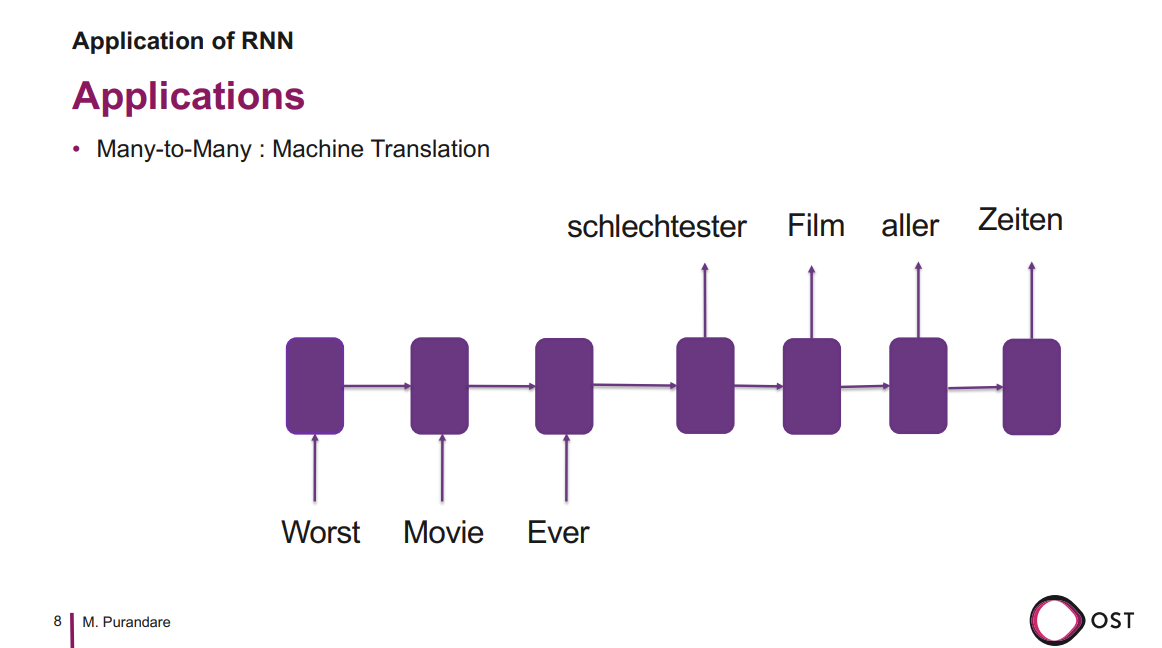 Application of RNN
Applications
• Many-to-Many : Machine Translation
schlechtester Film aller Zeiten
Worst Movie Ever
8 M. Purandare
OST